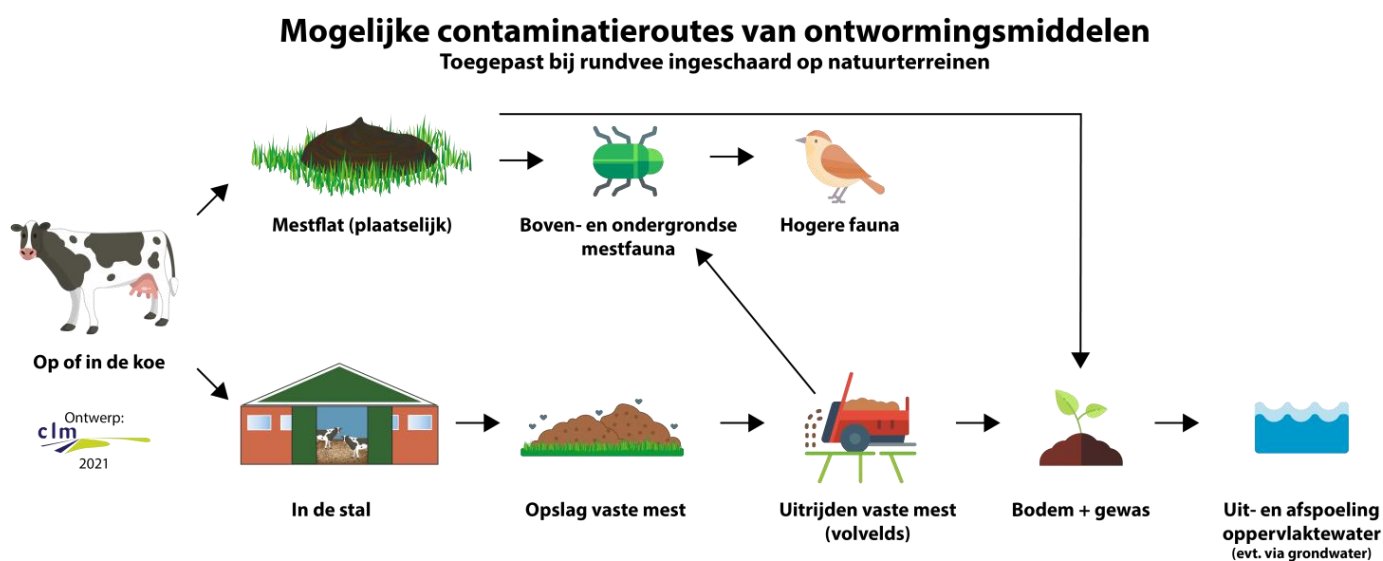 Mogelijke contaminatieroutes van ontwormingsmiddelen
Toegepast bij rundvee ingeschaard op natuurterreinen
Mestflat (plaatselijk)
Boven- en ondergrondse
mestfauna
Hogere fauna
Op of in de koe
Ontwerp:
clm
2021
In de stal
Opslag vaste mest
Uitrijden vaste mest
(volvelds)
Bodem + gewas
Uit- en afspoeling
oppervlaktewater
(evt. via grondwater)